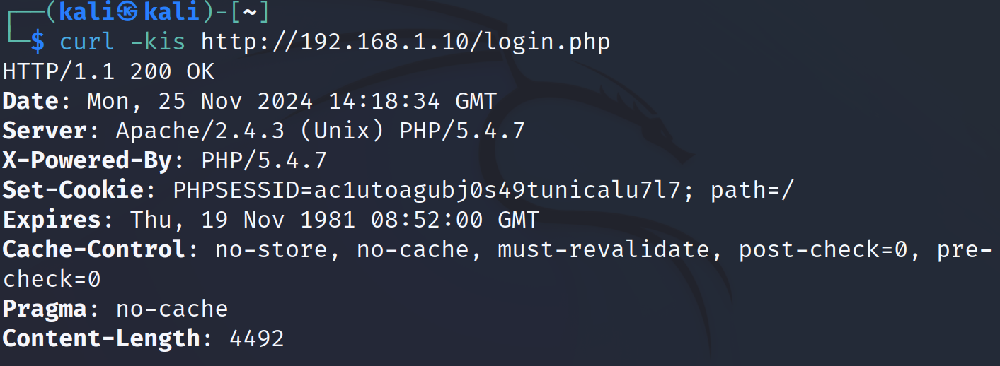 ┌──(kali㉿kali)-[~]
└─$ curl -kis http://192.168.1.10/login.php
HTTP/1.1 200 OK
Date: Mon, 25 Nov 2024 14:18:34 GMT
Server: Apache/2.4.3 (Unix) PHP/5.4.7
X-Powered-By: PHP/5.4.7
Set-Cookie: PHPSESSID=ac1utoagubj0s49tunicalu7l7; path=/
Expires: Thu, 19 Nov 1981 08:52:00 GMT
Cache-Control: no-store, no-cache, must-revalidate, post-check=0, pre-
check=0
Pragma: no-cache
Content-Length: 4492